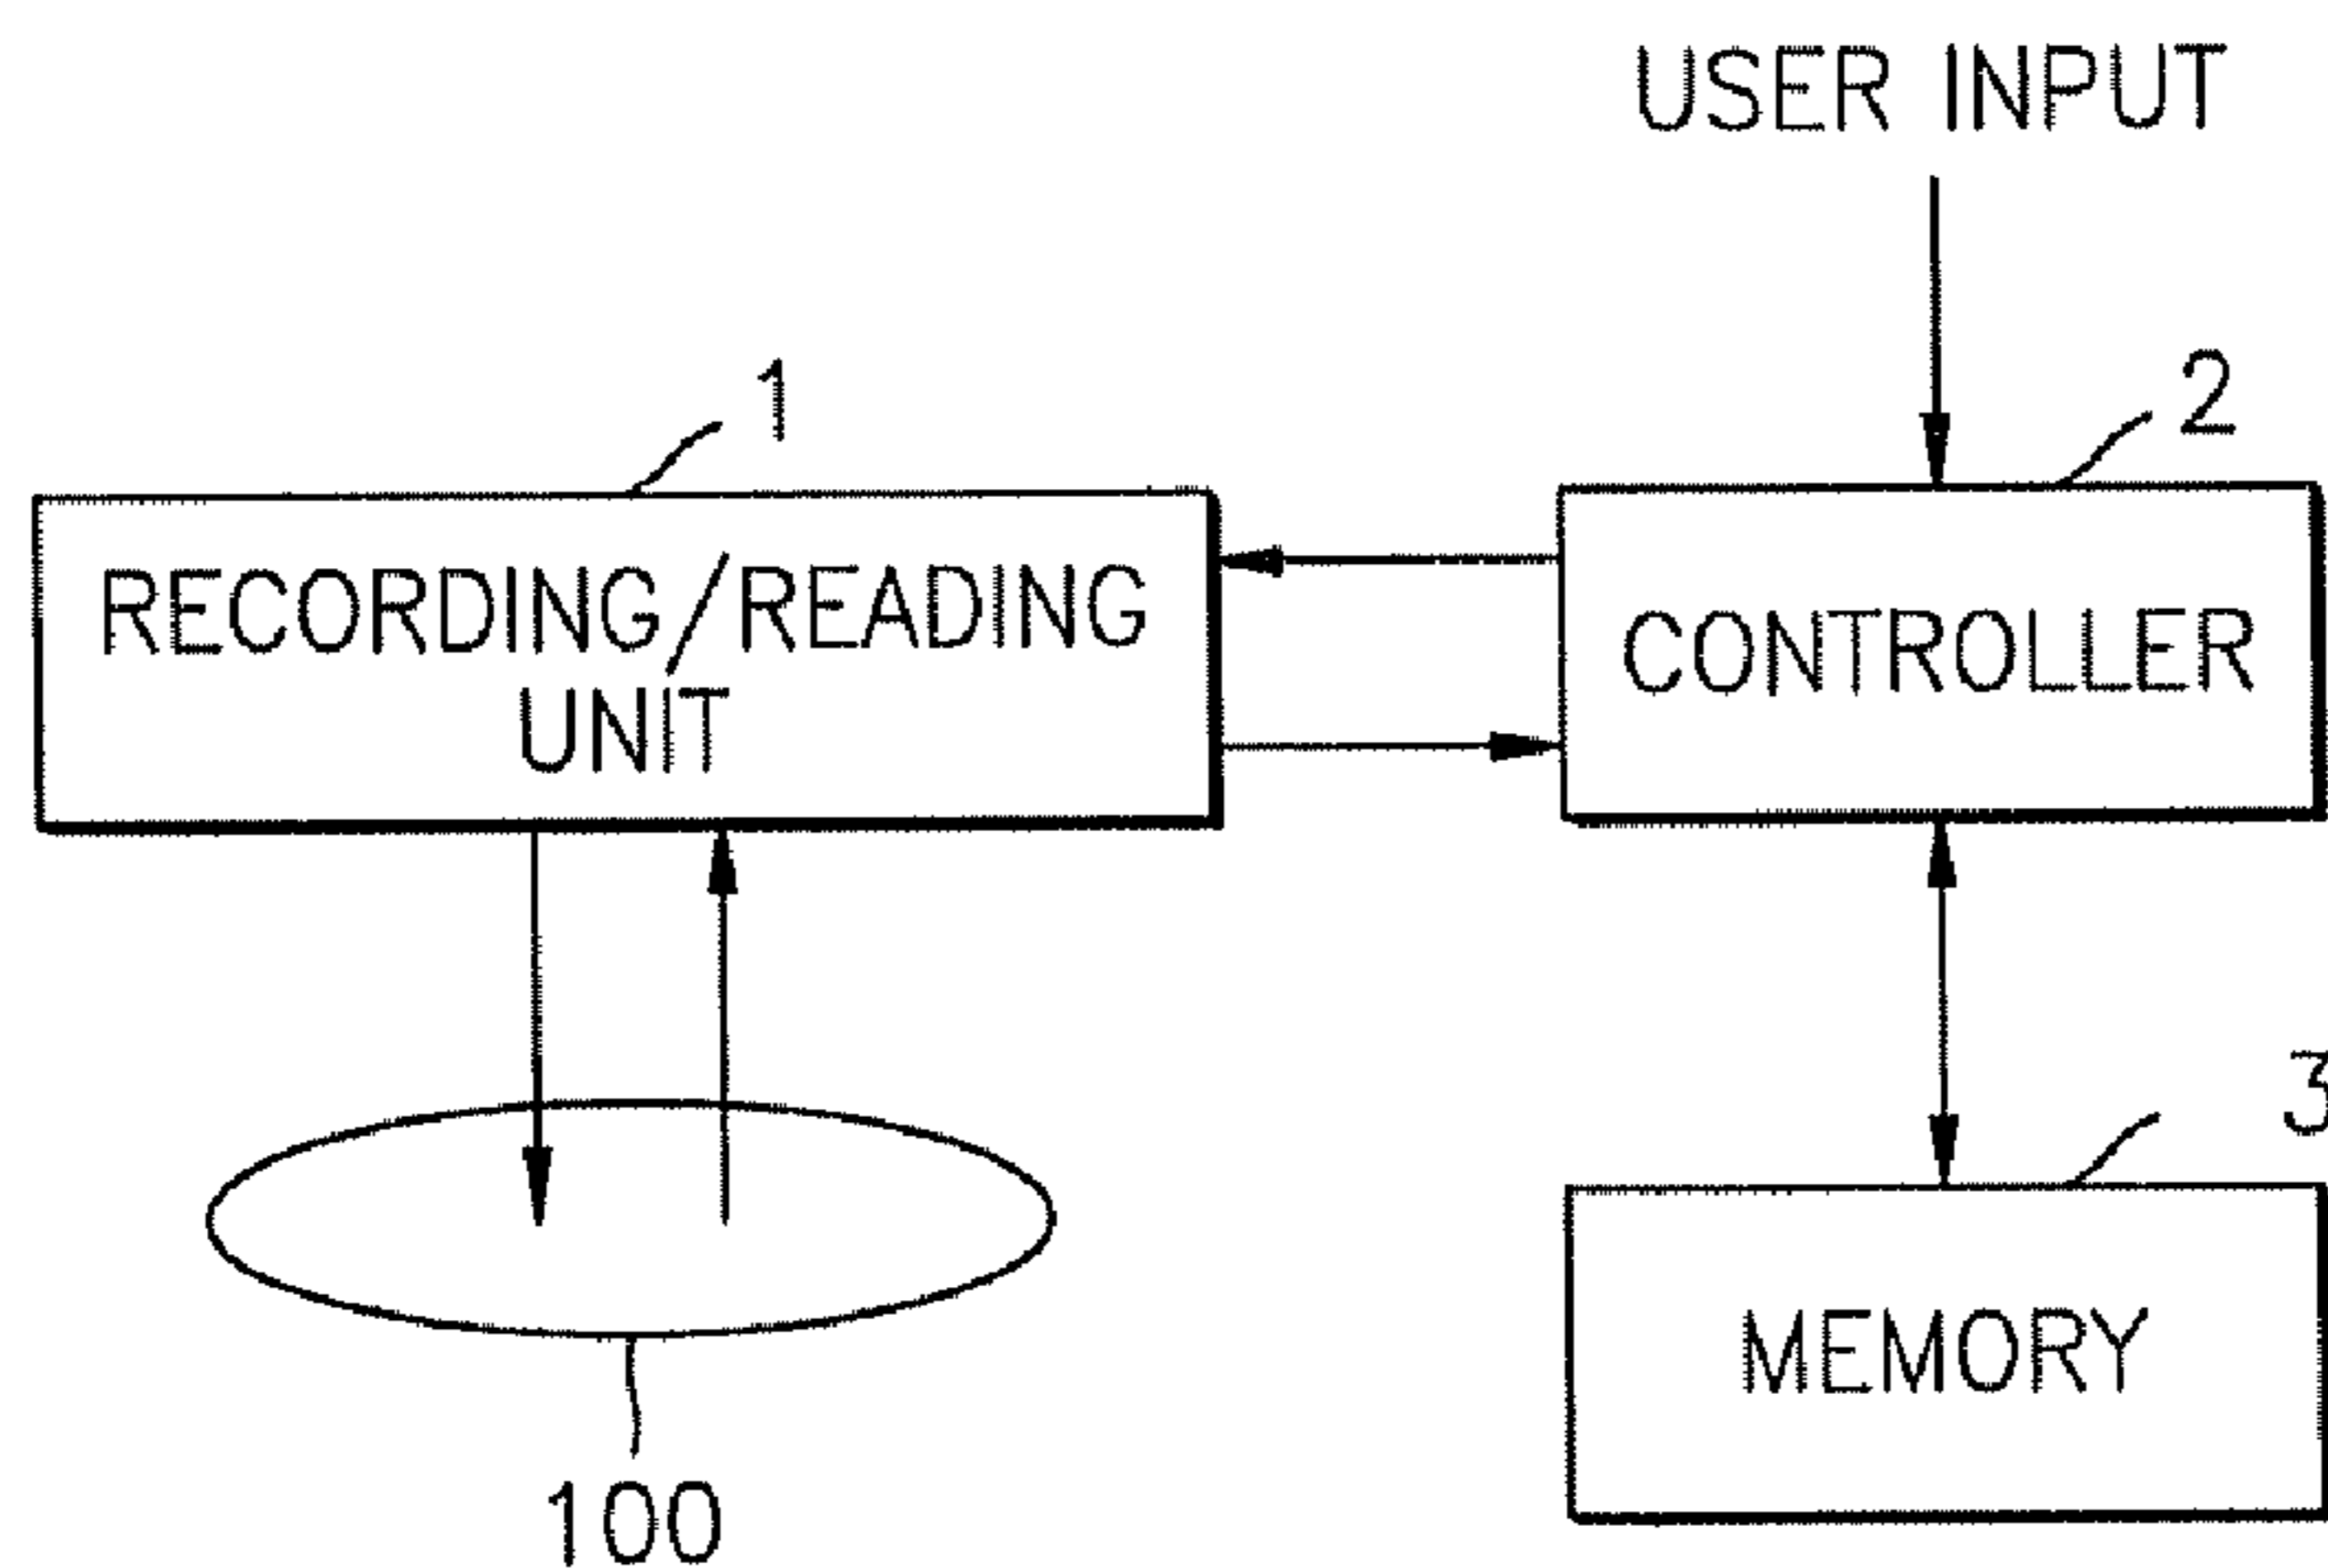 USER INPUT
1
2
RECORDING/READING
UNIT
CONTROLLER
3
MEMORY
100